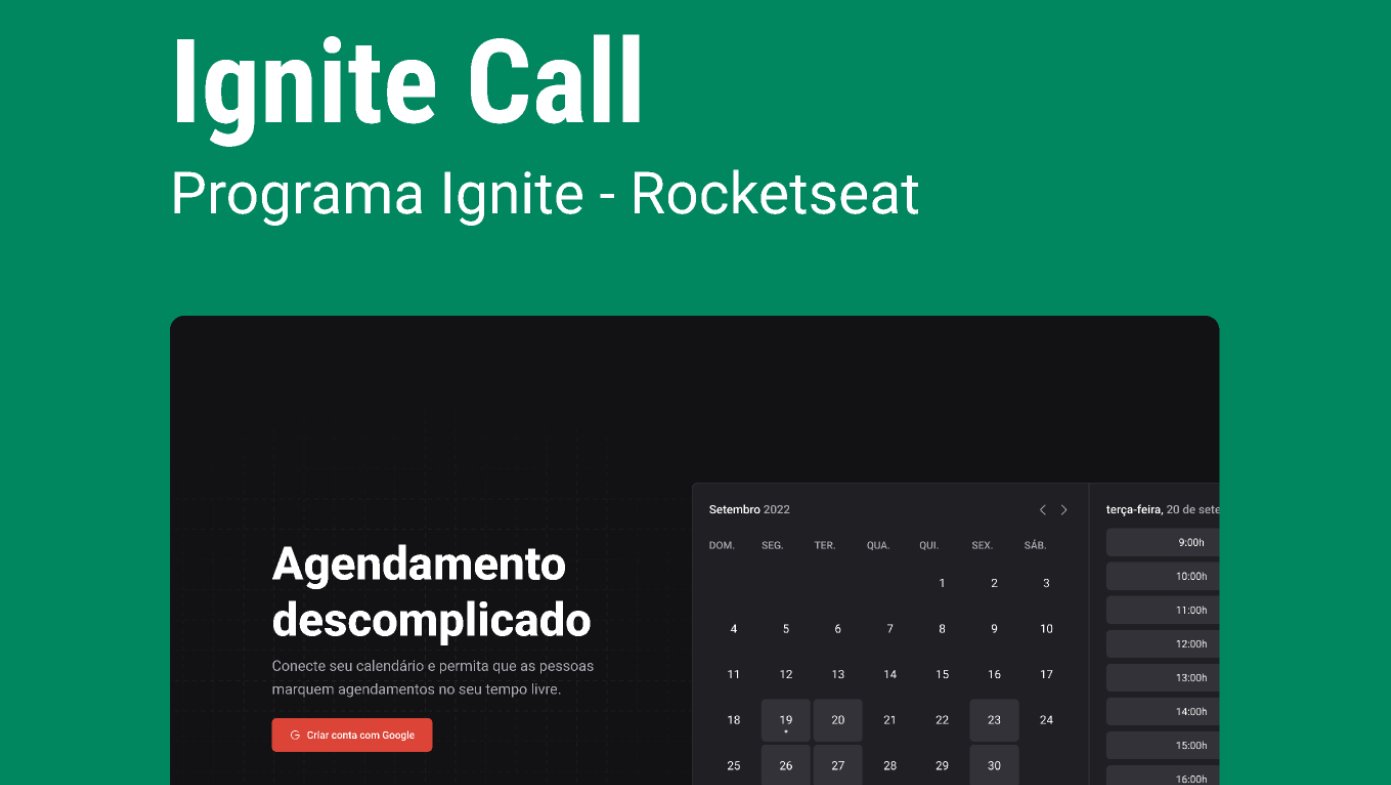 Ignite Call
Programa Ignite - Rocketseat
Agendamento
descomplicado
Conecte seu calendário e permita que as pessoas
marquem agendamentos no seu tempo livre.
Criar conta com Google
Setembro 2022
DOM. SEG. TER. QUA. QUI. SEX. SÁB.
1 2 3
4 5 6 7 8 9 10
11 12 13 14 15 16 17
18 19 20 21 22 23 24
25 26 27 28 29 30
terça-feira, 20 de sete
9:00h
10:00h
11:00h
12:00h
13:00h
14:00h
15:00h
16:00h